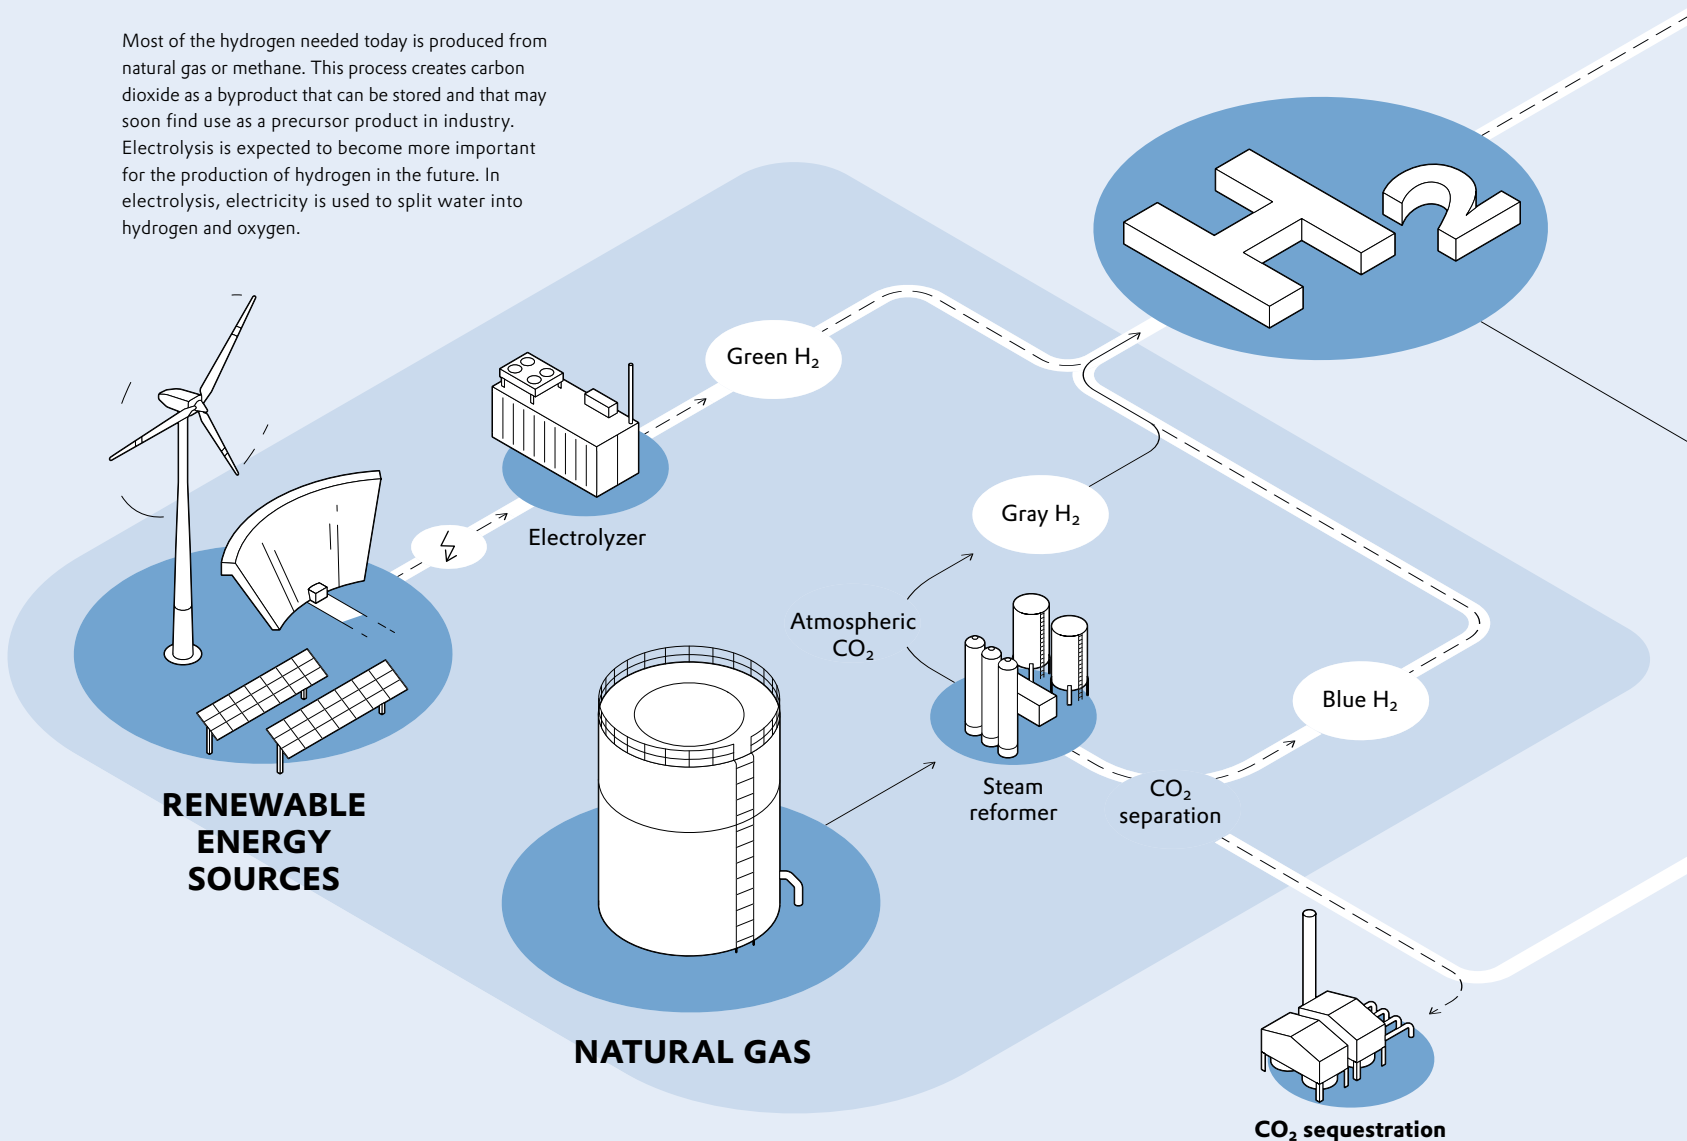 Most of the hydrogen needed today is produced from
natural gas or methane. This process creates carbon
dioxide as a byproduct that can be stored and that may
soon find use as a precursor product in industry.
Electrolysis is expected to become more important
for the production of hydrogen in the future. In
electrolysis, electricity is used to split water into
hydrogen and oxygen.
H2
Green H₂
Electrolyzer
Gray H₂
Atmospheric
CO₂
Blue H₂
Steam
reformer
CO₂
separation
RENEWABLE
ENERGY
SOURCES
NATURAL GAS
CO₂ sequestration